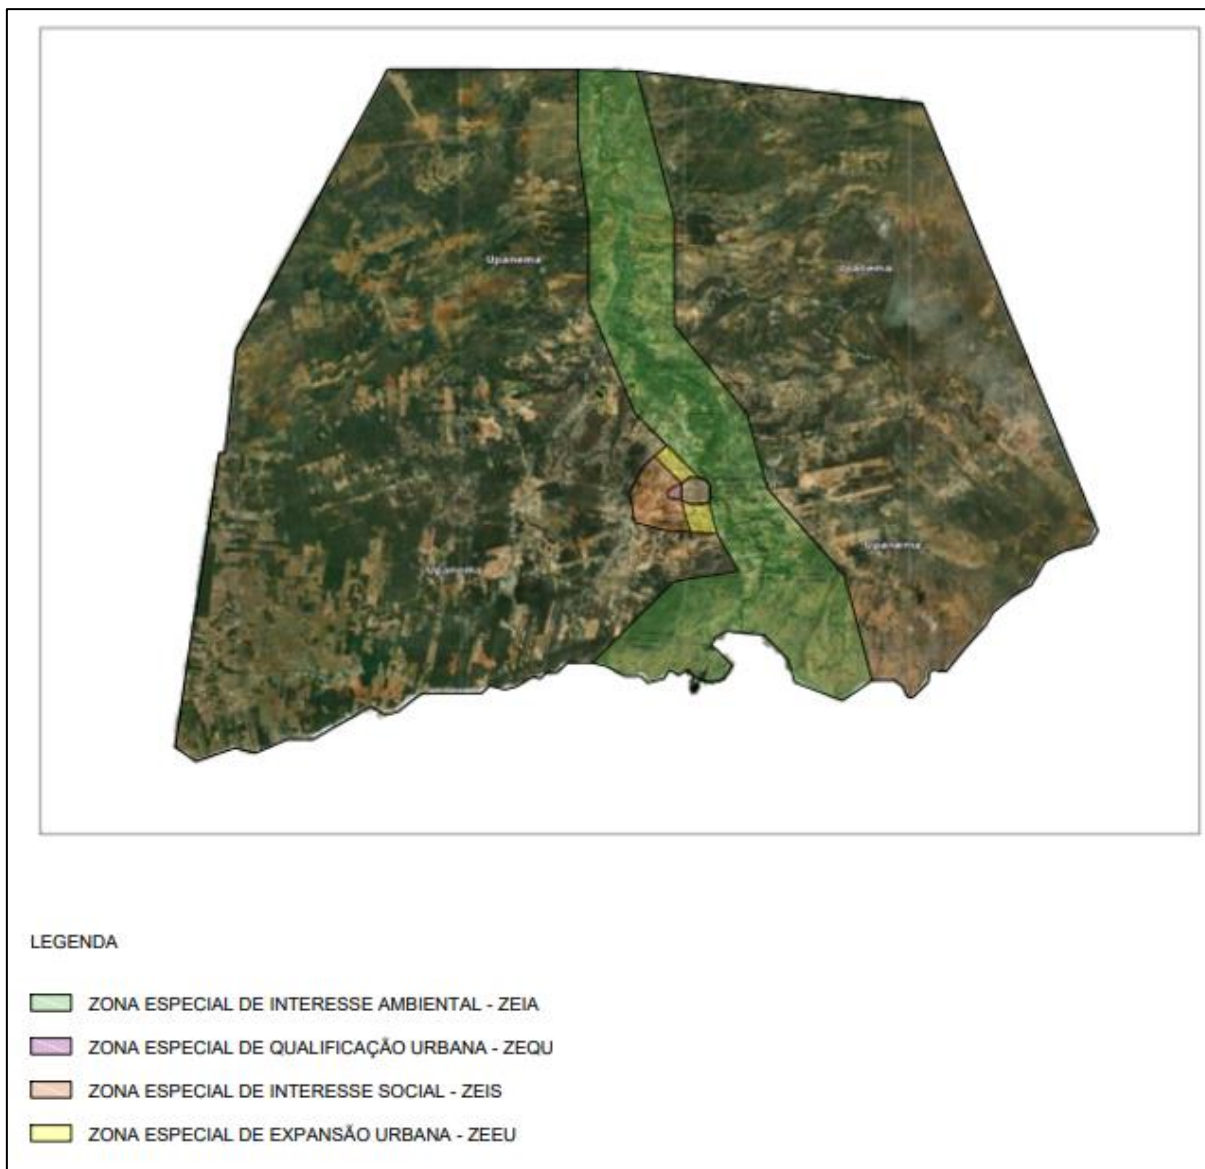 Upanema
Upanema
Upanema
Upanema
LEGENDA
ZONA ESPECIAL DE INTERESSE AMBIENTAL - ZEIA
ZONA ESPECIAL DE QUALIFICAÇÃO URBANA - ZEQU
ZONA ESPECIAL DE INTERESSE SOCIAL - ZEIS
ZONA ESPECIAL DE EXPANSÃO URBANA - ZEEU